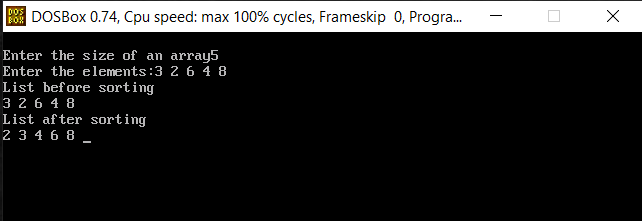 DOS BOX DOSBox 0.74, Cpu speed: max 100% cycles, Frameskip 0, Progra...
Enter the size of an array5
Enter the elements:3 2 6 4 8
List before sorting
3 2 6 4 8
List after sorting
2 3 4 6 8 _